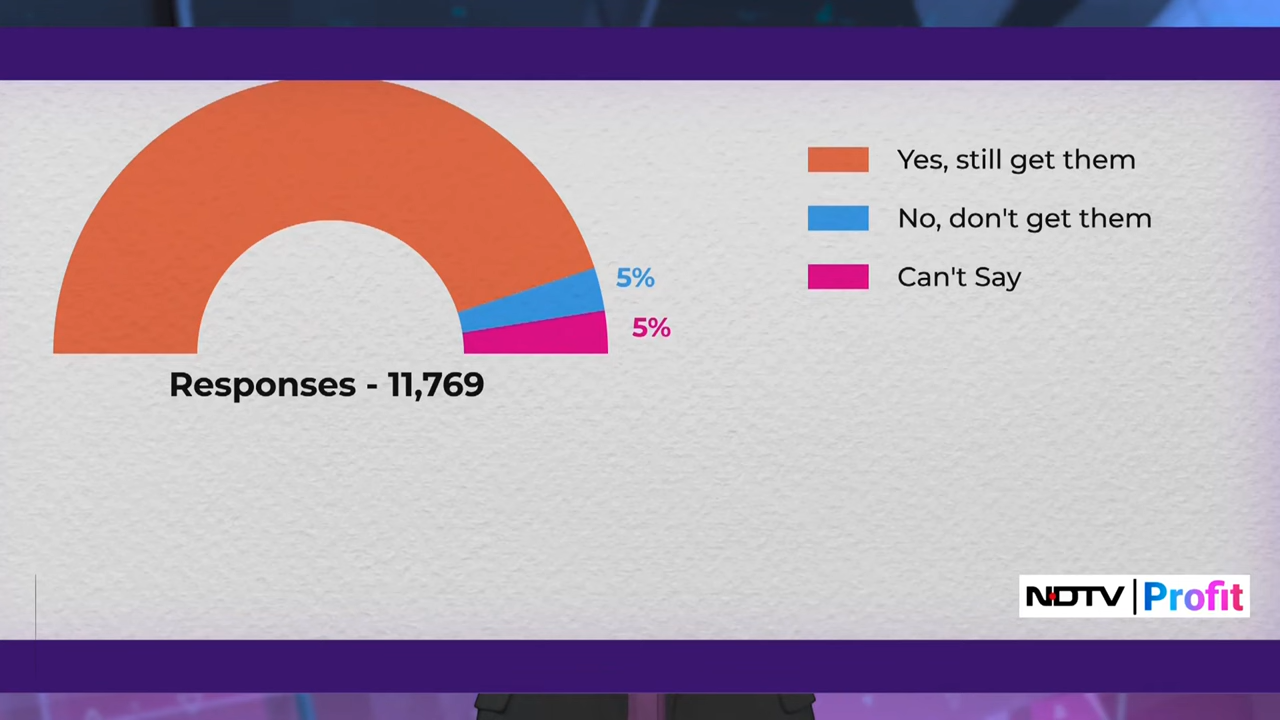 Yes, still get them
No, don't get them
Can't Say
5%
5%
Responses - 11,769
NDTV | Profit